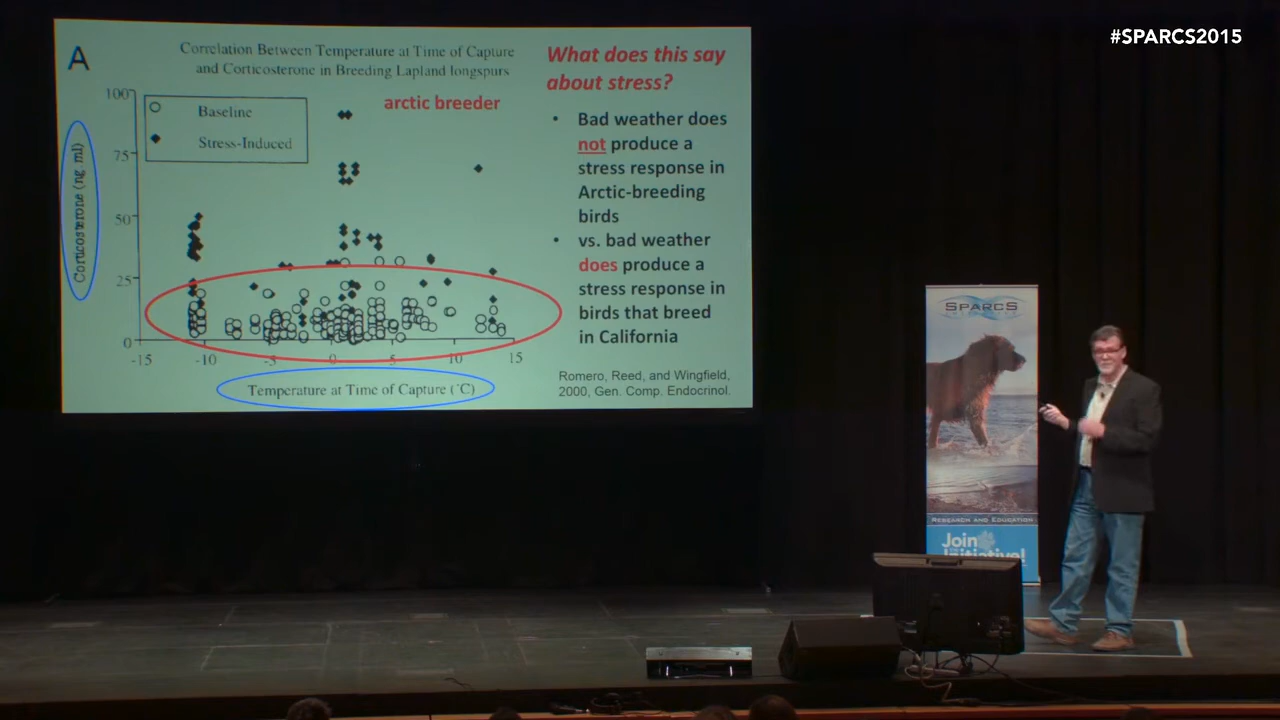 #SPARCS2015
A
Correlation Between Temperature at Time of Capture
and Corticosterone in Breeding Lapland longspurs
arctic breeder
Baseline
Stress-Induced
100
75
50
25
0
Corticosterone (ng ml)
-15
-10
-5
0
5
10
15
Temperature at Time of Capture (°C)
What does this say
about stress?
• Bad weather does
not produce a
stress response in
Arctic-breeding
birds
• vs. bad weather
does produce a
stress response in
birds that breed
in California
Romero, Reed, and Wingfield,
2000, Gen. Comp. Endocrinol.
SPARCS
RESEARCH AND EDUCATION
Join
Initiative!